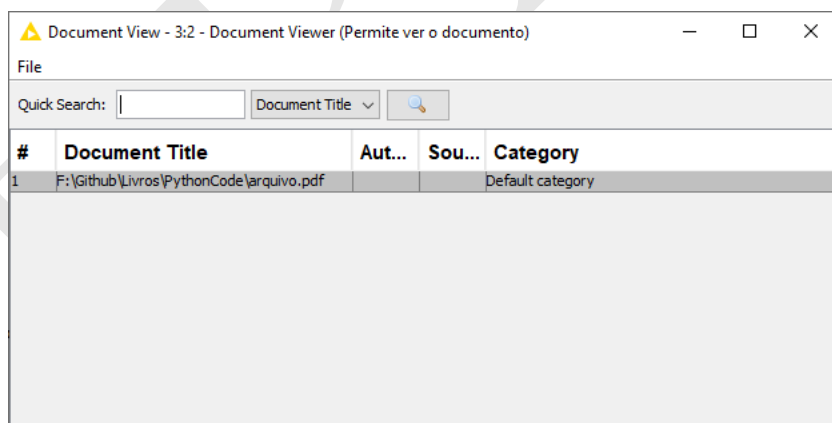 Document View - 3:2 - Document Viewer (Permite ver o documento)
File
Quick Search: Document Title
# Document Title Aut... Sou... Category
1 F:\Github\Livros\PythonCode\arquivo.pdf Default category